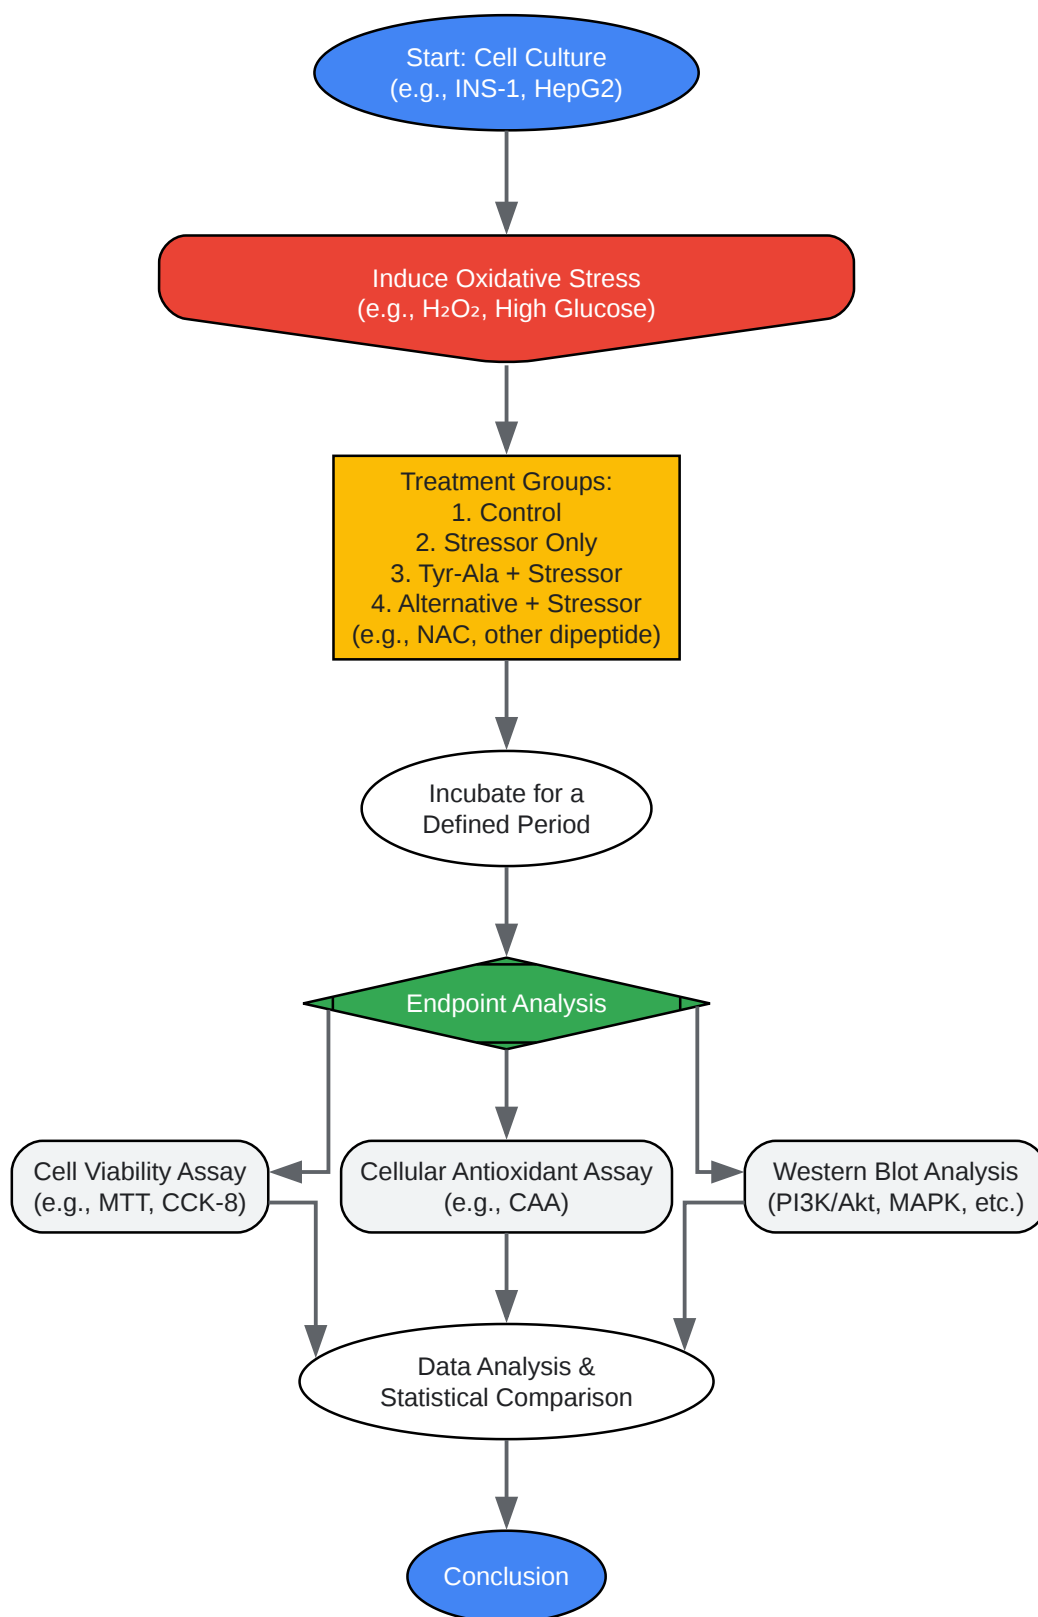 Start: Cell Culture
(e.g., INS-1, HepG2)
Induce Oxidative Stress
(e.g., H₂O₂, High Glucose)
Treatment Groups:
1. Control
2. Stressor Only
3. Tyr-Ala + Stressor
4. Alternative + Stressor
(e.g., NAC, other dipeptide)
Incubate for a
Defined Period
Endpoint Analysis
Cell Viability Assay
(e.g., MTT, CCK-8)
Cellular Antioxidant Assay
(e.g., CAA)
Western Blot Analysis
(PI3K/Akt, MAPK, etc.)
Data Analysis &
Statistical Comparison
Conclusion